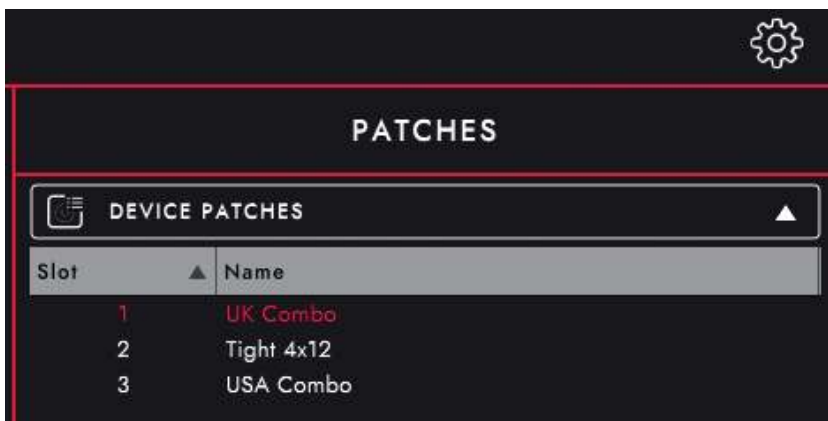 PATCHES
DEVICE PATCHES
Slot Name
1 UK Combo
2 Tight 4x12
3 USA Combo